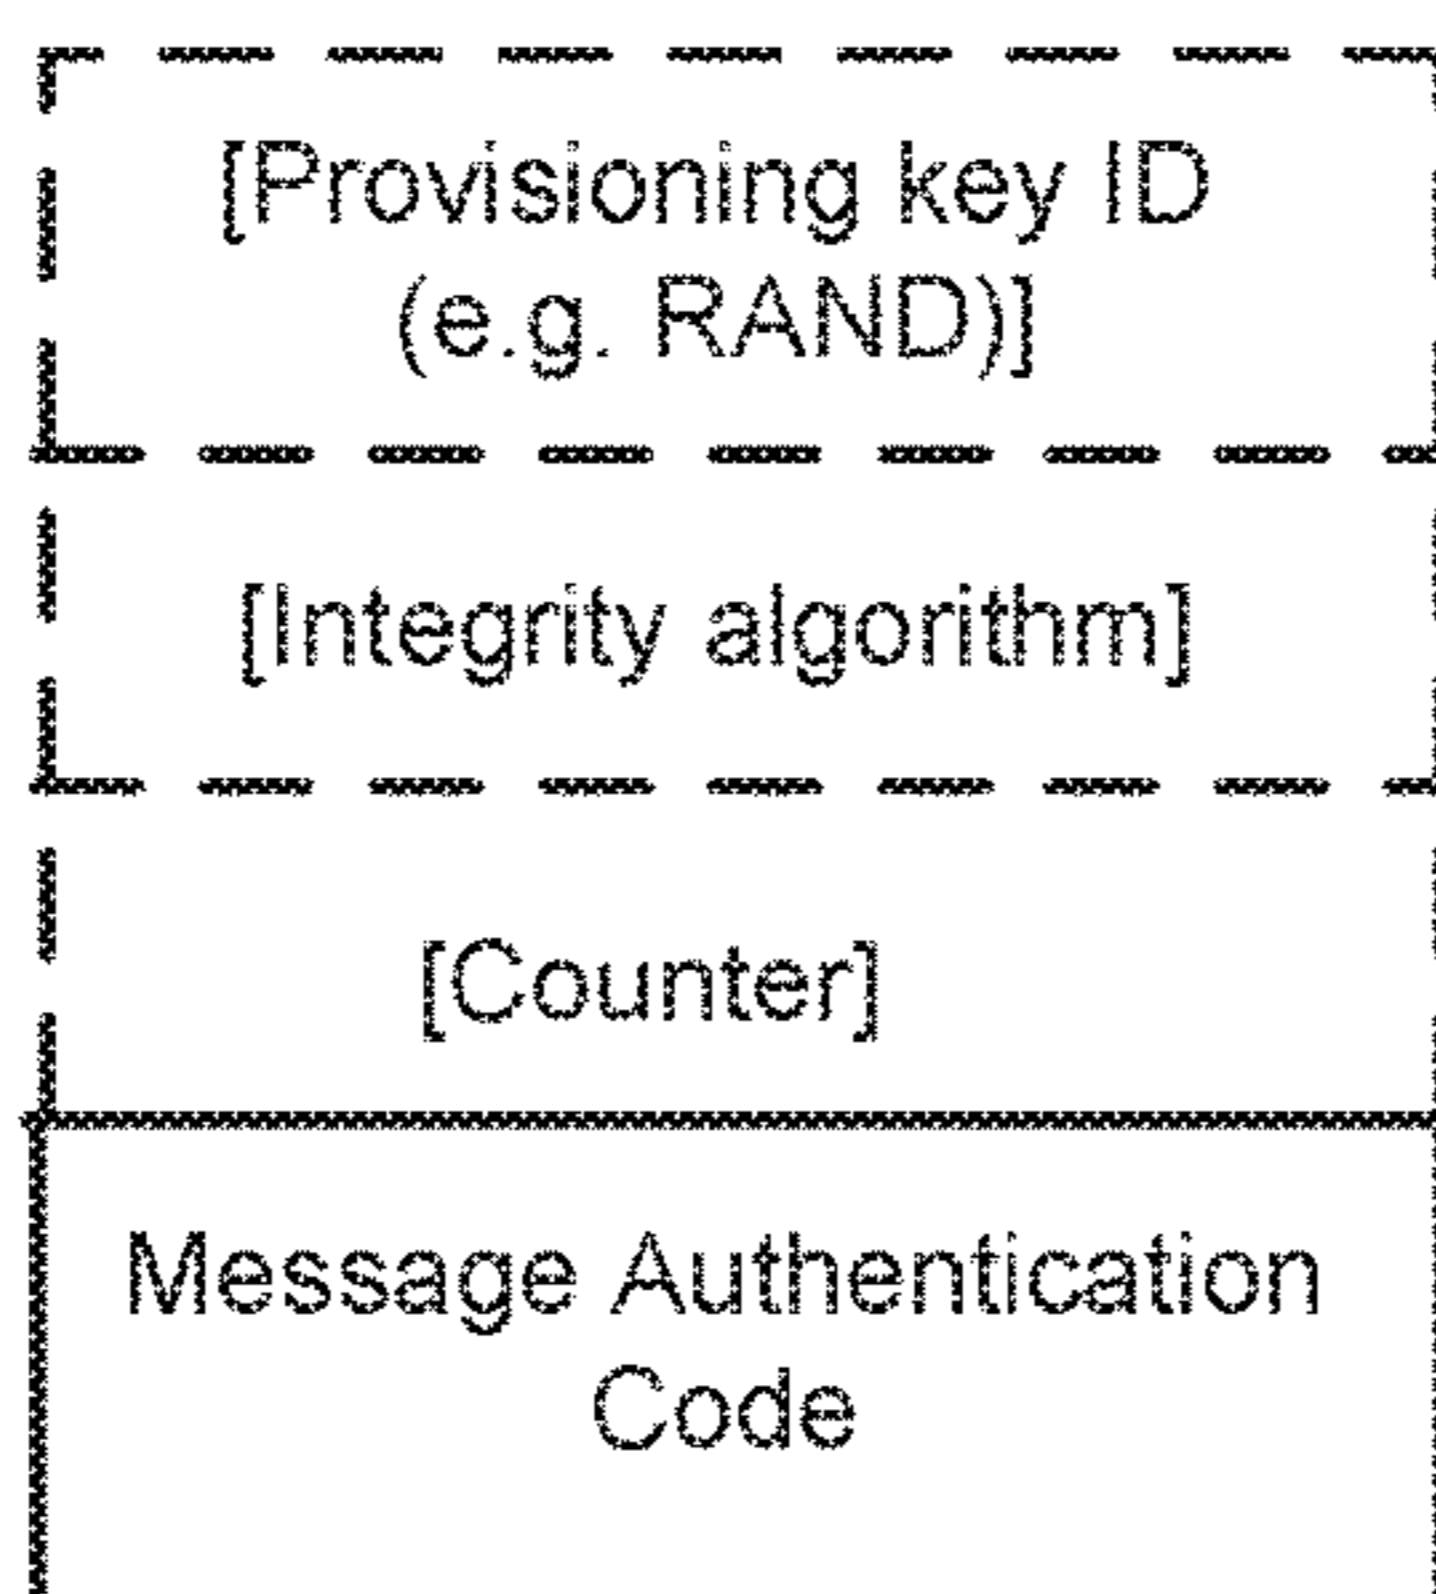 [Provisioning key ID
(e.g. RAND)]
[Integrity algorithm]
[Counter]
Message Authentication
Code